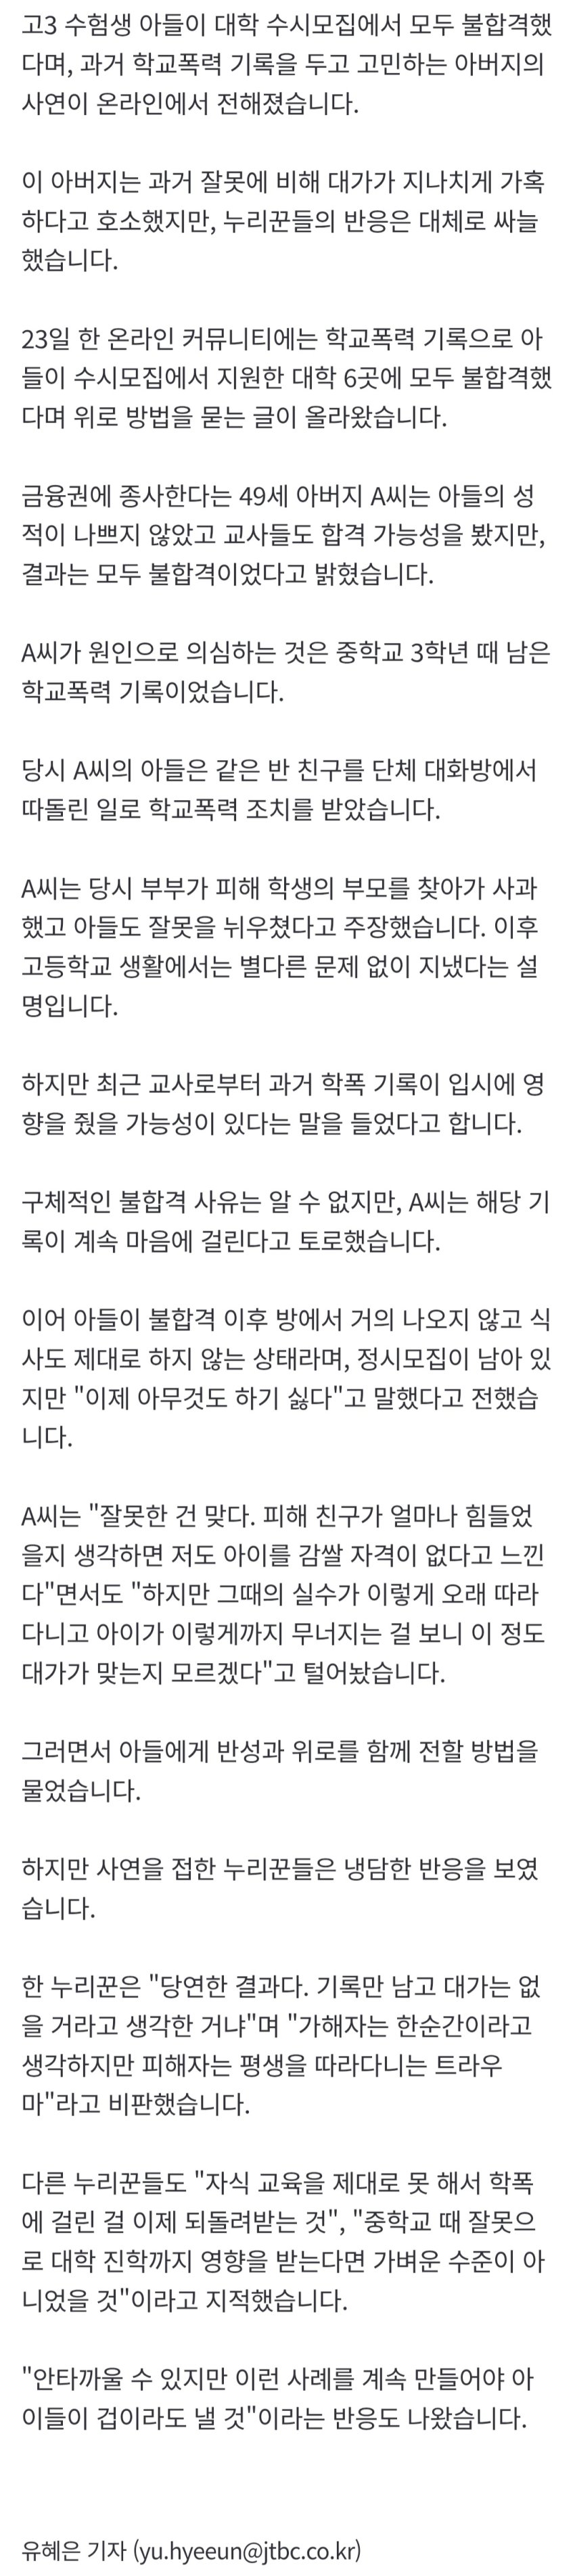 고3 수험생 아들이 대학 수시모집에서 모두 불합격했
다며, 과거 학교폭력 기록을 두고 고민하는 아버지의
사연이 온라인에서 전해졌습니다.
이 아버지는 과거 잘못에 비해 대가가 지나치게 가혹
하다고 호소했지만, 누리꾼들의 반응은 대체로 싸늘
했습니다.
23일 한 온라인 커뮤니티에는 학교폭력 기록으로 아
들이 수시모집에서 지원한 대학 6곳에 모두 불합격했
다며 위로 방법을 묻는 글이 올라왔습니다.
금융권에 종사한다는 49세 아버지 A씨는 아들의 성
적이 나쁘지 않았고 교사들도 합격 가능성을 봤지만,
결과는 모두 불합격이었다고 밝혔습니다.
A씨가 원인으로 의심하는 것은 중학교 3학년 때 남은
학교폭력 기록이었습니다.
당시 A씨의 아들은 같은 반 친구를 단체 대화방에서
따돌린 일로 학교폭력 조치를 받았습니다.
A씨는 당시 부부가 피해 학생의 부모를 찾아가 사과
했고 아들도 잘못을 뉘우쳤다고 주장했습니다. 이후
고등학교 생활에서는 별다른 문제 없이 지냈다는 설
명입니다.
하지만 최근 교사로부터 과거 학폭 기록이 입시에 영
향을 줬을 가능성이 있다는 말을 들었다고 합니다.
구체적인 불합격 사유는 알 수 없지만, A씨는 해당 기
록이 계속 마음에 걸린다고 토로했습니다.
이어 아들이 불합격 이후 방에서 거의 나오지 않고 식
사도 제대로 하지 않는 상태라며, 정시모집이 남아 있
지만 "이제 아무것도 하기 싫다"고 말했다고 전했습
니다.
A씨는 "잘못한 건 맞다. 피해 친구가 얼마나 힘들었
을지 생각하면 저도 아이를 감쌀 자격이 없다고 느낀
다"면서도 "하지만 그때의 실수가 이렇게 오래 따라
다니고 아이가 이렇게까지 무너지는 걸 보니 이 정도
대가가 맞는지 모르겠다"고 털어놨습니다.
그러면서 아들에게 반성과 위로를 함께 전할 방법을
물었습니다.
하지만 사연을 접한 누리꾼들은 냉담한 반응을 보였
습니다.
한 누리꾼은 "당연한 결과다. 기록만 남고 대가는 없
을 거라고 생각한 거냐"며 "가해자는 한순간이라고
생각하지만 피해자는 평생을 따라다니는 트라우
마"라고 비판했습니다.
다른 누리꾼들도 "자식 교육을 제대로 못 해서 학폭
에 걸린 걸 이제 되돌려받는 것", "중학교 때 잘못으
로 대학 진학까지 영향을 받는다면 가벼운 수준이 아
니었을 것"이라고 지적했습니다.
"안타까울 수 있지만 이런 사례를 계속 만들어야 아
이들이 겁이라도 낼 것"이라는 반응도 나왔습니다.
유혜은 기자 (yu.hyeeun@jtbc.co.kr)